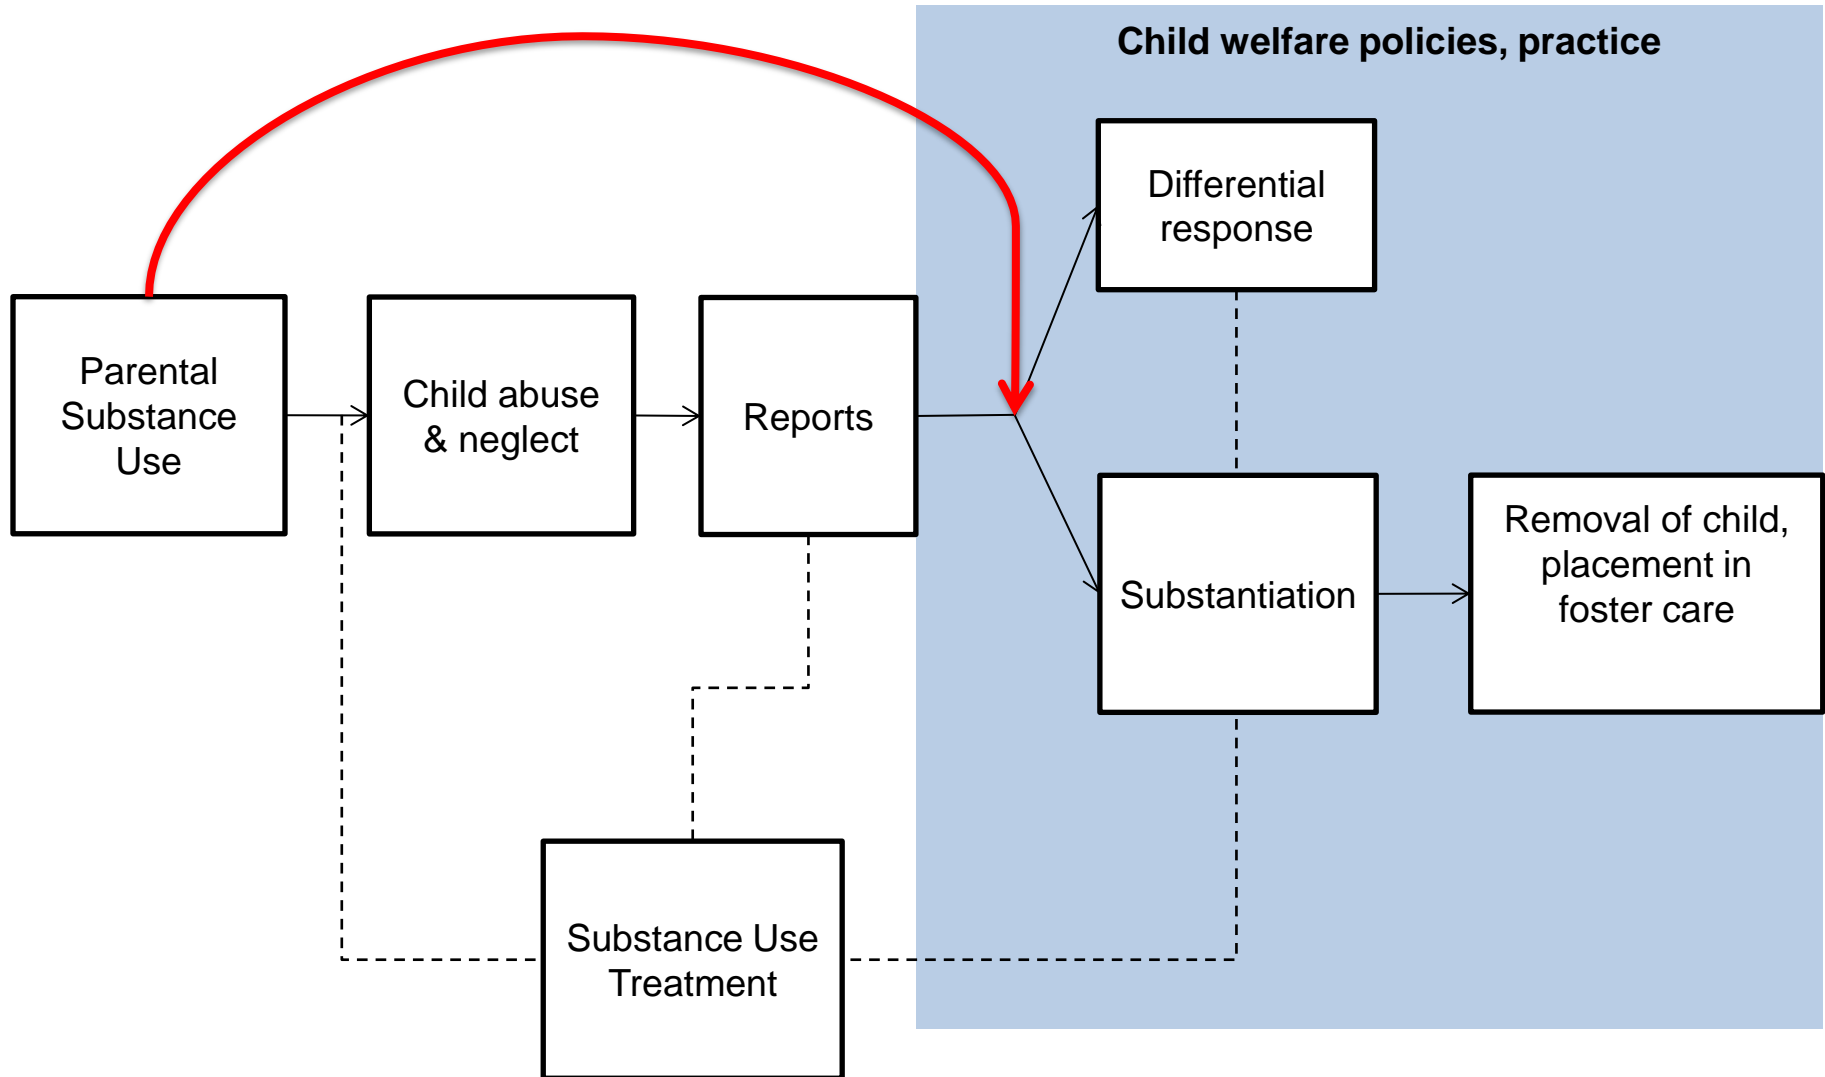 Child welfare policies, practice
Differential
response
Parental
Substance
Use
Child abuse
& neglect
Reports
Substantiation
Removal of child,
placement in
foster care
Substance Use
Treatment